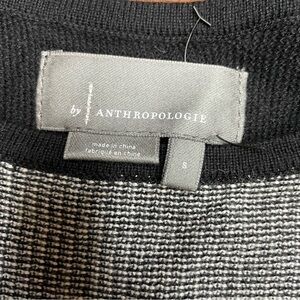 by ANTHROPOLOGIE
made in china
fabriqué en chine
S